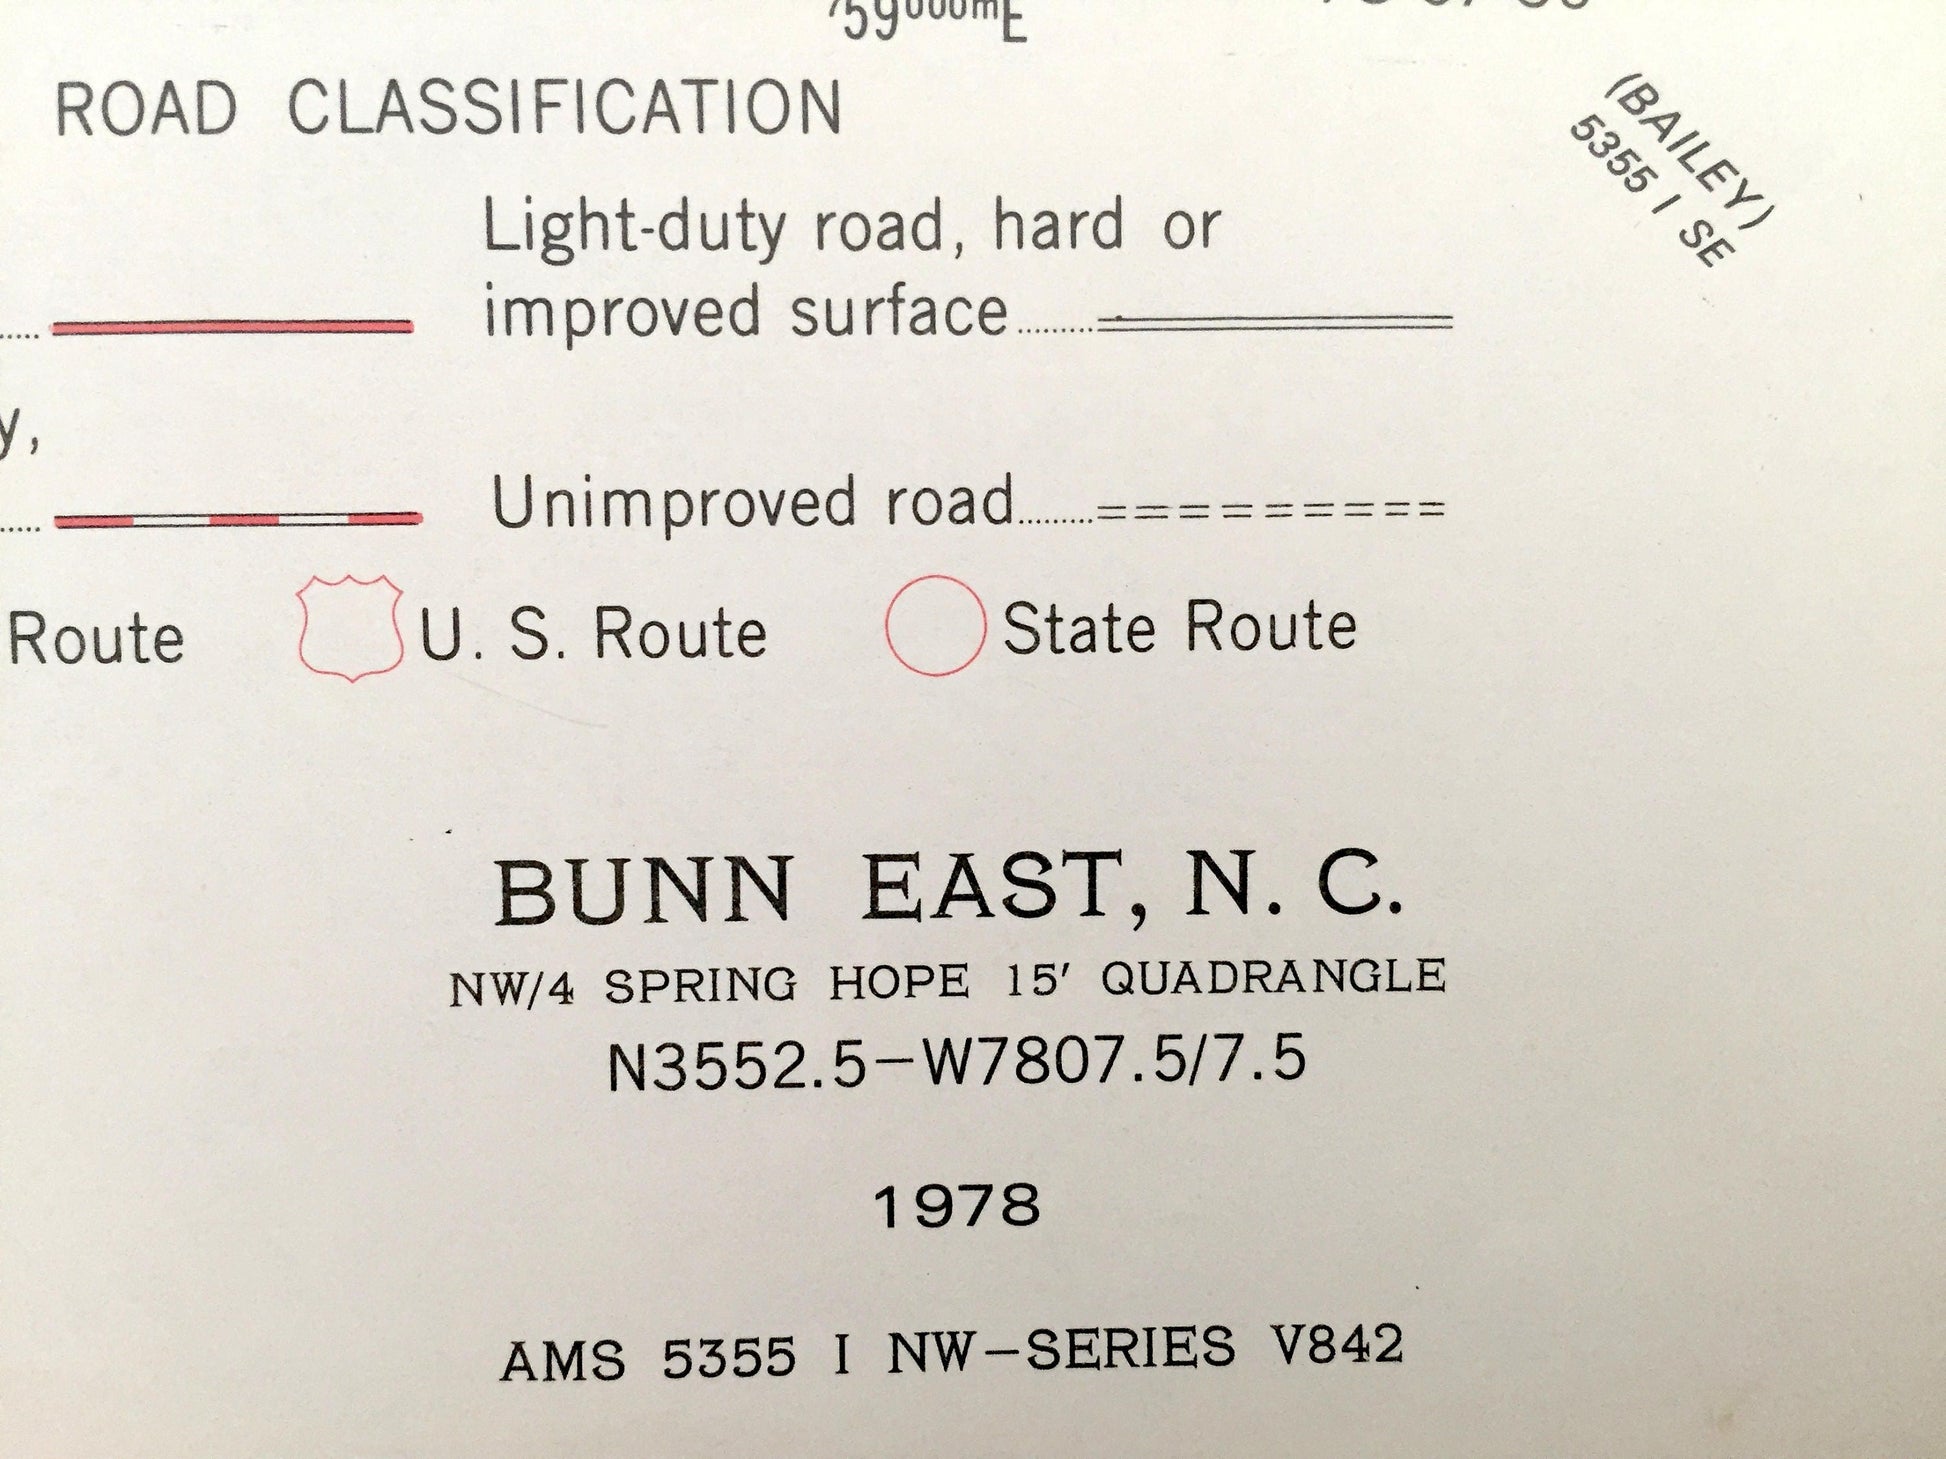 759000mE
ROAD CLASSIFICATION
(BAILEY)
5355 I SE
Light-duty road, hard or
improved surface
y,
Unimproved road
Route
U. S. Route
State Route
BUNN EAST, N. C.
NW/4 SPRING HOPE 15′ QUADRANGLE
N3552.5—W7807.5/7.5
1978
AMS 5355 I NW—SERIES V842